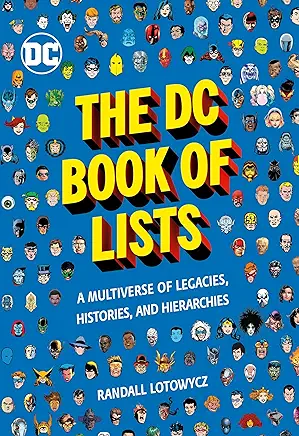 DC
THE DC
BOOK OF
LISTS
A MULTIVERSE OF LEGACIES,
HISTORIES, AND HIERARCHIES
RANDALL LOTOWYCZ